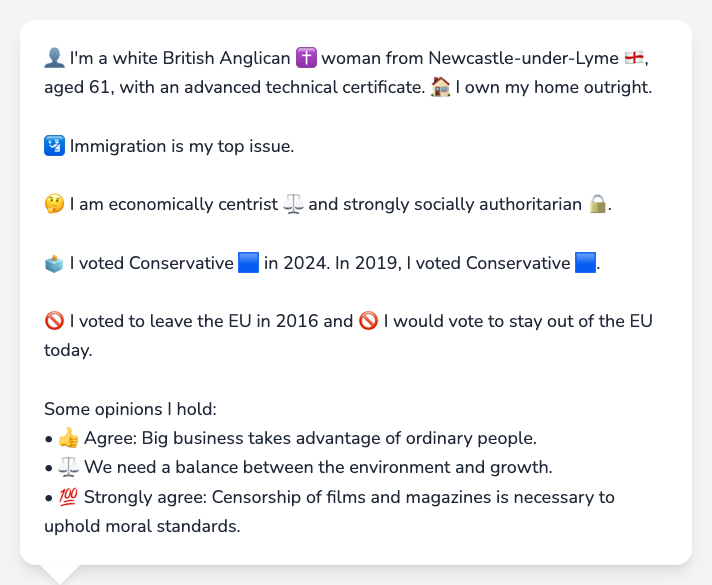 👤 I'm a white British Anglican ✝️ woman from Newcastle-under-Lyme 🏴󠁧󠁢󠁥󠁮󠁧󠁿,
aged 61, with an advanced technical certificate. 🏠 I own my home outright.
🛂 Immigration is my top issue.
🤔 I am economically centrist ⚖️ and strongly socially authoritarian 🔒.
🗳️ I voted Conservative 🟦 in 2024. In 2019, I voted Conservative 🟦.
🚫 I voted to leave the EU in 2016 and 🚫 I would vote to stay out of the EU
today.
Some opinions I hold:
• 👍 Agree: Big business takes advantage of ordinary people.
• ⚖️ We need a balance between the environment and growth.
• 💯 Strongly agree: Censorship of films and magazines is necessary to
uphold moral standards.